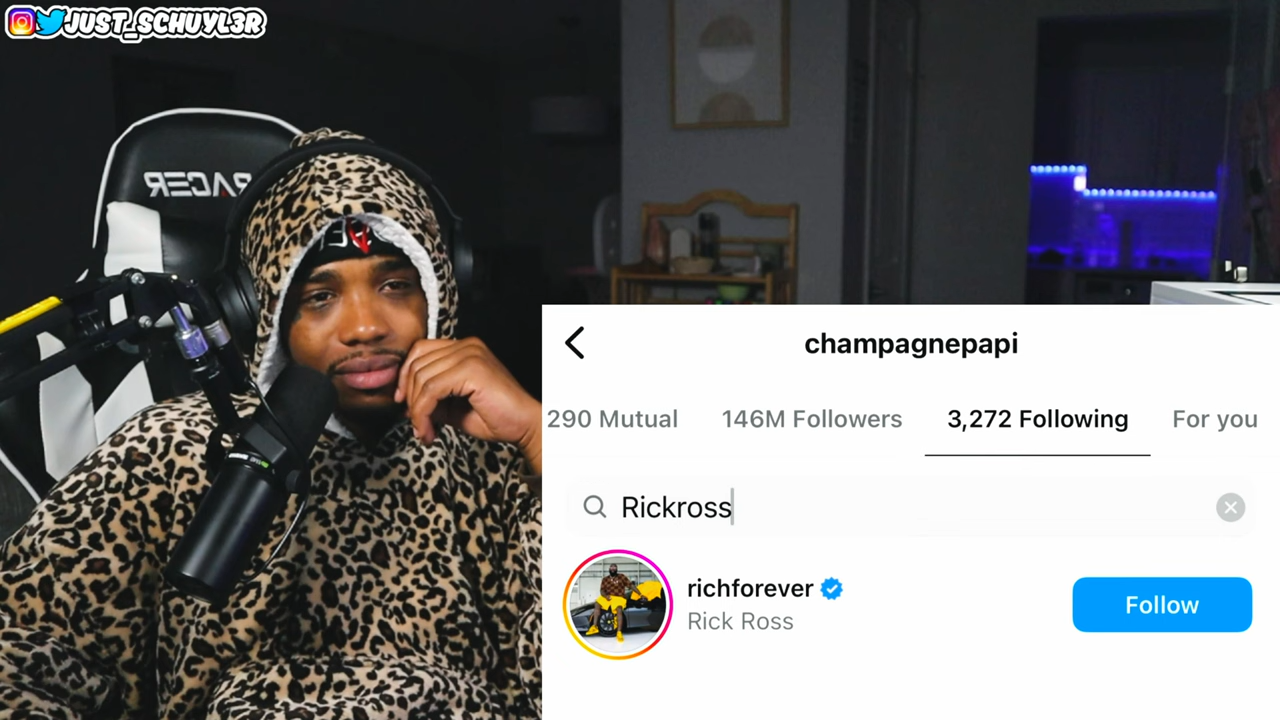 JUST_SCHUYL3R
RACER
champagnepapi
290 Mutual
146M Followers
3,272 Following
For you
Rickross
richforever
Rick Ross
Follow